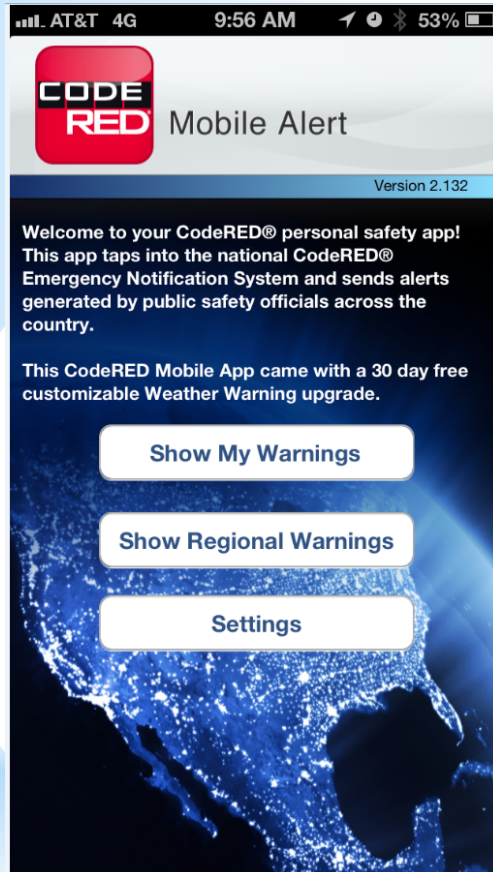 AT&T 4G 9:56 AM 53%
CODE
RED®
Mobile Alert
Version 2.132
Welcome to your CodeRED® personal safety app!
This app taps into the national CodeRED®
Emergency Notification System and sends alerts
generated by public safety officials across the
country.
This CodeRED Mobile App came with a 30 day free
customizable Weather Warning upgrade.
Show My Warnings
Show Regional Warnings
Settings